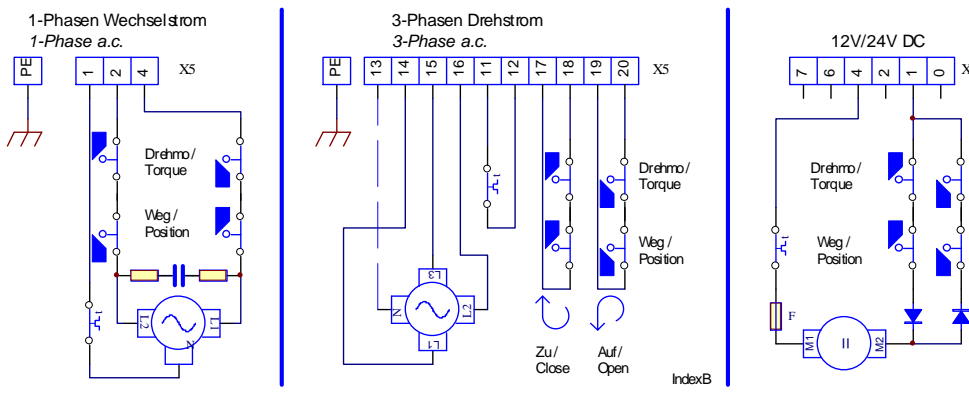 1-Phasen Wechselstrom
1-Phase a.c.
PE
1 2 4 X5
Drehmo/
Torque
Weg/
Position
L2
L1
N
3-Phasen Drehstrom
3-Phase a.c.
PE
13 14 15 16 11 12 17 18 19 20 X5
Drehmo/
Torque
Weg/
Position
L3
N
L2
L1
Zu/
Close
Auf/
Open
IndexB
12V/24V DC
7 6 4 2 1 0 X
Drehmo/
Torque
Weg/
Position
F
M1
II
M2